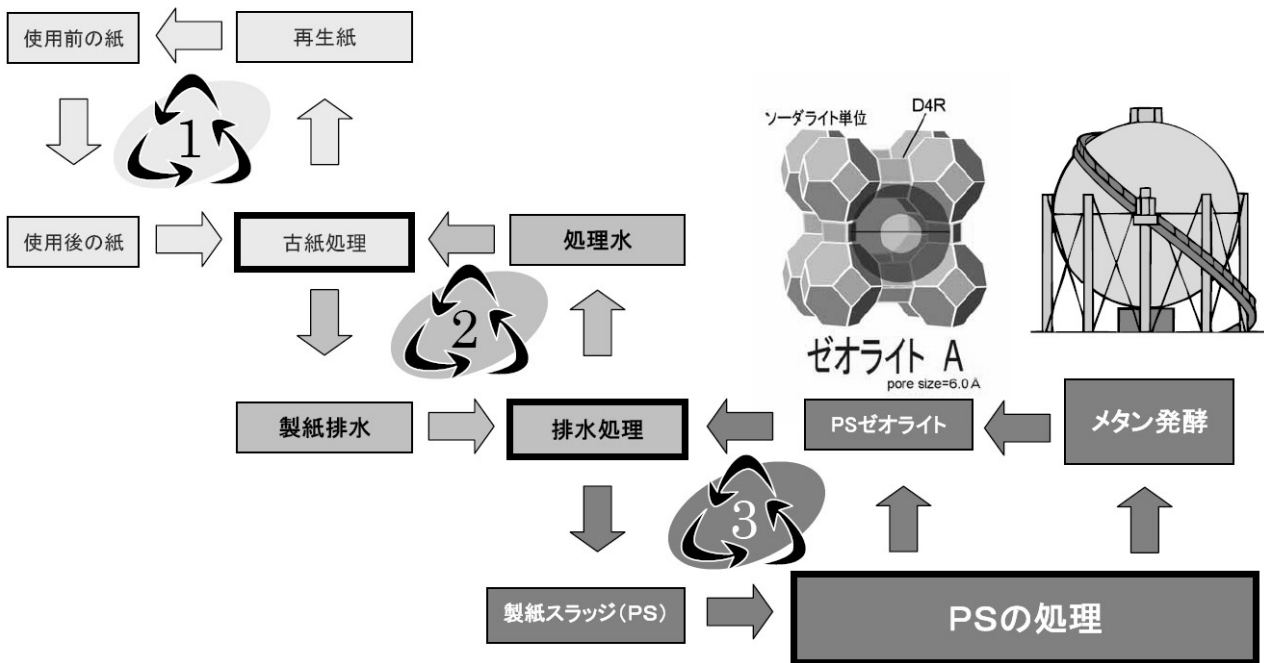 使用前の紙
再生紙
1
ソーダライト単位
D4R
使用後の紙
古紙処理
処理水
2
ゼオライト A
pore size=6.0Å
製紙排水
排水処理
PSゼオライト
メタン発酵
3
製紙スラッジ(PS)
PSの処理